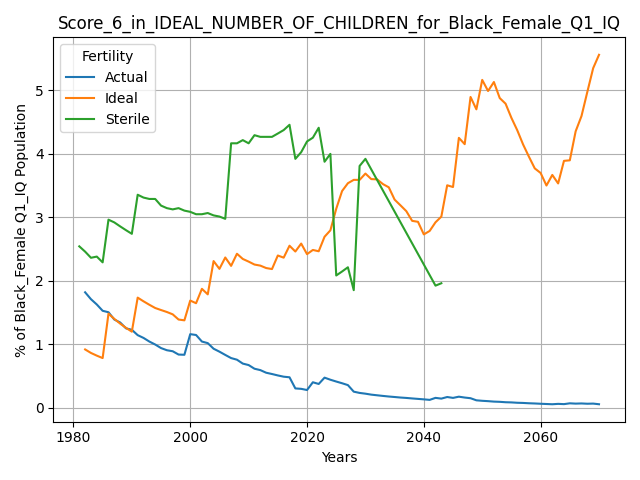 Score_6_in_IDEAL_NUMBER_OF_CHILDREN_for_Black_Female_Q1_IQ
Fertility
Actual
Ideal
Sterile
% of Black_Female Q1_IQ Population
5
4
3
2
1
0
1980 2000 2020 2040 2060
Years